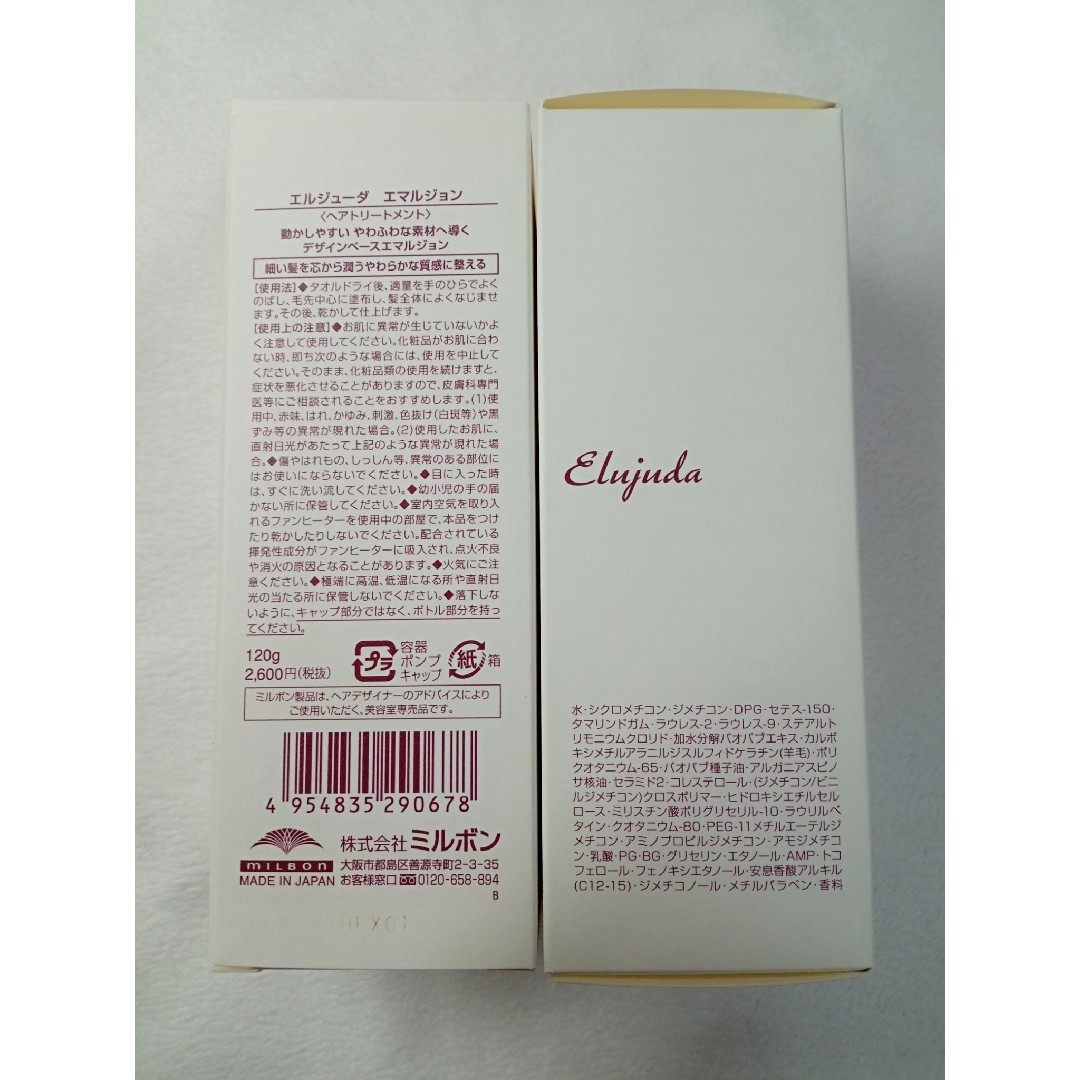 エルジューダ エマルジョン
〈ヘアトリートメント〉
動かしやすい やわふわな素材へ導く
デザインベースエマルジョン
細い髪を芯から潤うやわらかな質感に整える
[使用法]◆タオルドライ後、適量を手のひらでよく
のばし、毛先中心に塗布し、髪全体によくなじませ
ます。その後、乾かして仕上げます。
[使用上の注意]◆お肌に異常が生じていないかよ
く注意して使用してください。化粧品がお肌に合わ
ない時、即ち次のような場合には、使用を中止して
ください。そのまま、化粧品類の使用を続けますと、
症状を悪化させることがありますので、皮膚科専門
医等にご相談されることをおすすめします。(1)使
用中、赤味、はれ、かゆみ、刺激、色抜け(白斑等)や黒
ずみ等の異常が現れた場合。(2)使用したお肌に、
直射日光があたって上記のような異常が現れた場
合。◆傷やはれもの、しっしん等、異常のある部位に
はお使いにならないでください。◆目に入った時
は、すぐに洗い流してください。◆幼小児の手の届
かない所に保管してください。◆室内空気を取り入
れるファンヒーターを使用中の部屋で、本品をつけ
たり乾かしたりしないでください。配合されている
揮発性成分がファンヒーターに吸入され、点火不良
や消火の原因となることがあります。◆火気にご注
意ください。◆極端に高温、低温になる所や直射日
光の当たる所に保管しないでください。◆落下しな
いように、キャップ部分ではなく、ボトル部分を持っ
てください。
120g
2,600円(税抜)
プラ
容器
ポンプ
キャップ
紙
箱
ミルボン製品は、ヘアデザイナーのアドバイスにより
ご使用いただく、美容室専売品です。
4 954835 290678
milbon
MADE IN JAPAN
株式会社 ミルボン
大阪市都島区善源寺町2-3-35
お客様窓口 0120-658-894
B
HFX01
Elujuda
水・シクロメチコン・ジメチコン・DPG・セテス-150・
タマリンドガム・ラウレス-2・ラウレス-9・ステアルト
リモニウムクロリド・加水分解バオバブエキス・カルボ
キシメチルアラニルジスルフィドケラチン(羊毛)・ポリ
クオタニウム-65・バオバブ種子油・アルガニアスピノ
サ核油・セラミド2・コレステロール・(ジメチコン/ビニ
ルジメチコン)クロスポリマー・ヒドロキシエチルセル
ロース・ミリスチン酸ポリグリセリル-10・ラウリルベ
タイン・クオタニウム-80・PEG-11メチルエーテルジ
メチコン・アミノプロピルジメチコン・アモジメチコ
ン・乳酸・PG・BG・グリセリン・エタノール・AMP・トコ
フェロール・フェノキシエタノール・安息香酸アルキル
(C12-15)・ジメチコノール・メチルパラベン・香料